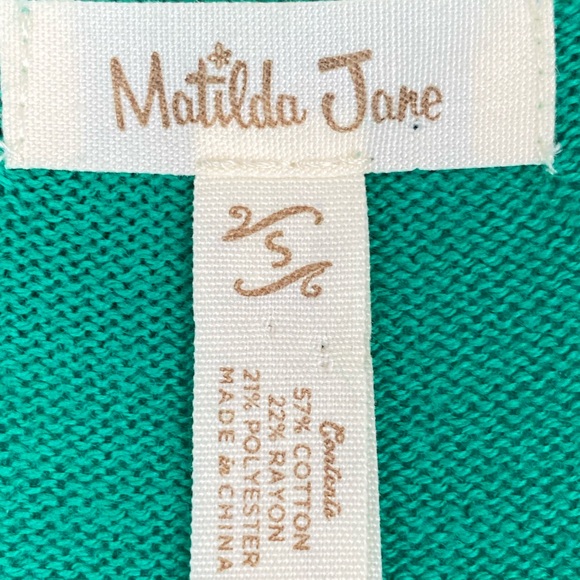 Matilda Jane
S
Contents
57% COTTON
22% RAYON
21% POLYESTER
MADE IN CHINA